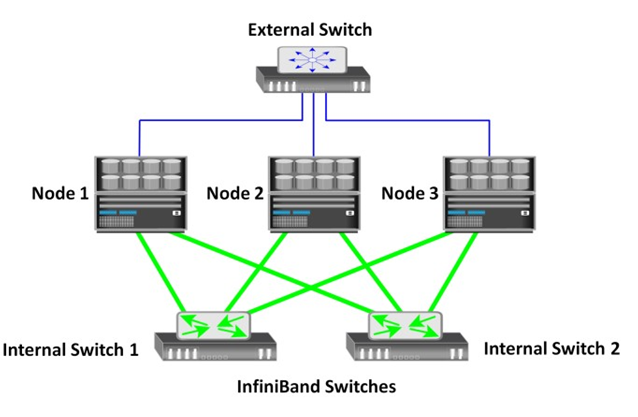 External Switch
Node 1
Node 2
Node 3
Internal Switch 1
Internal Switch 2
InfiniBand Switches